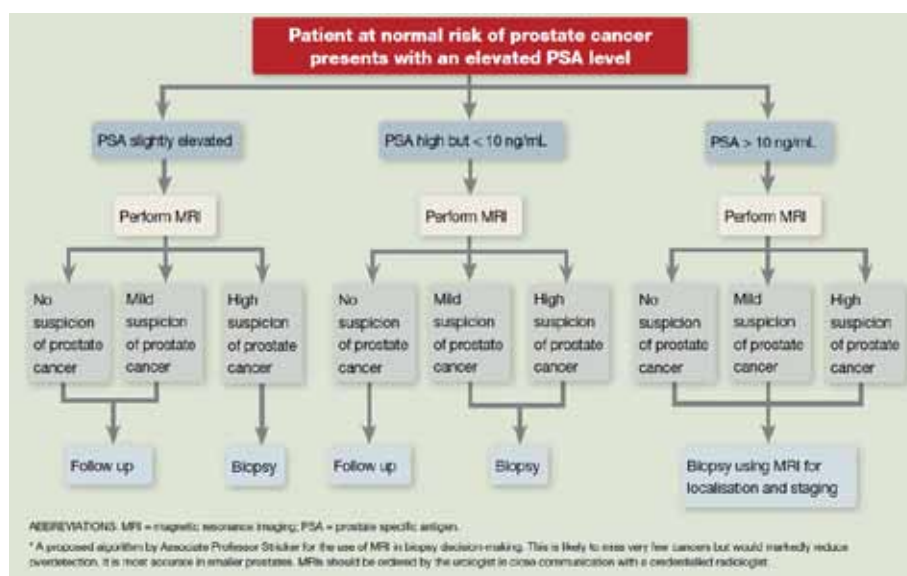 Patient at normal risk of prostate cancer
presents with an elevated PSA level
PSA slightly elevated
PSA high but < 10 ng/mL
PSA > 10 ng/mL
Perform MRI
Perform MRI
Perform MRI
No
suspicion
of prostate
cancer
Mild
suspicion
of prostate
cancer
High
suspicion
of prostate
cancer
No
suspicion
of prostate
cancer
Mild
suspicion
of prostate
cancer
High
suspicion
of prostate
cancer
No
suspicion
of prostate
cancer
Mild
suspicion
of prostate
cancer
High
suspicion
of prostate
cancer
Follow up
Biopsy
Follow up
Biopsy
Biopsy using MRI for
localisation and staging
ABBREVIATIONS: MRI = magnetic resonance imaging; PSA = prostate specific antigen.
* A proposed algorithm by Associate Professor Stricker for the use of MRI in biopsy decision-making. This is likely to miss very few cancers but would markedly reduce
overdetection. It is most accurate in smaller prostates. MRIs should be ordered by the urologist in close communication with a credentialled radiologist.